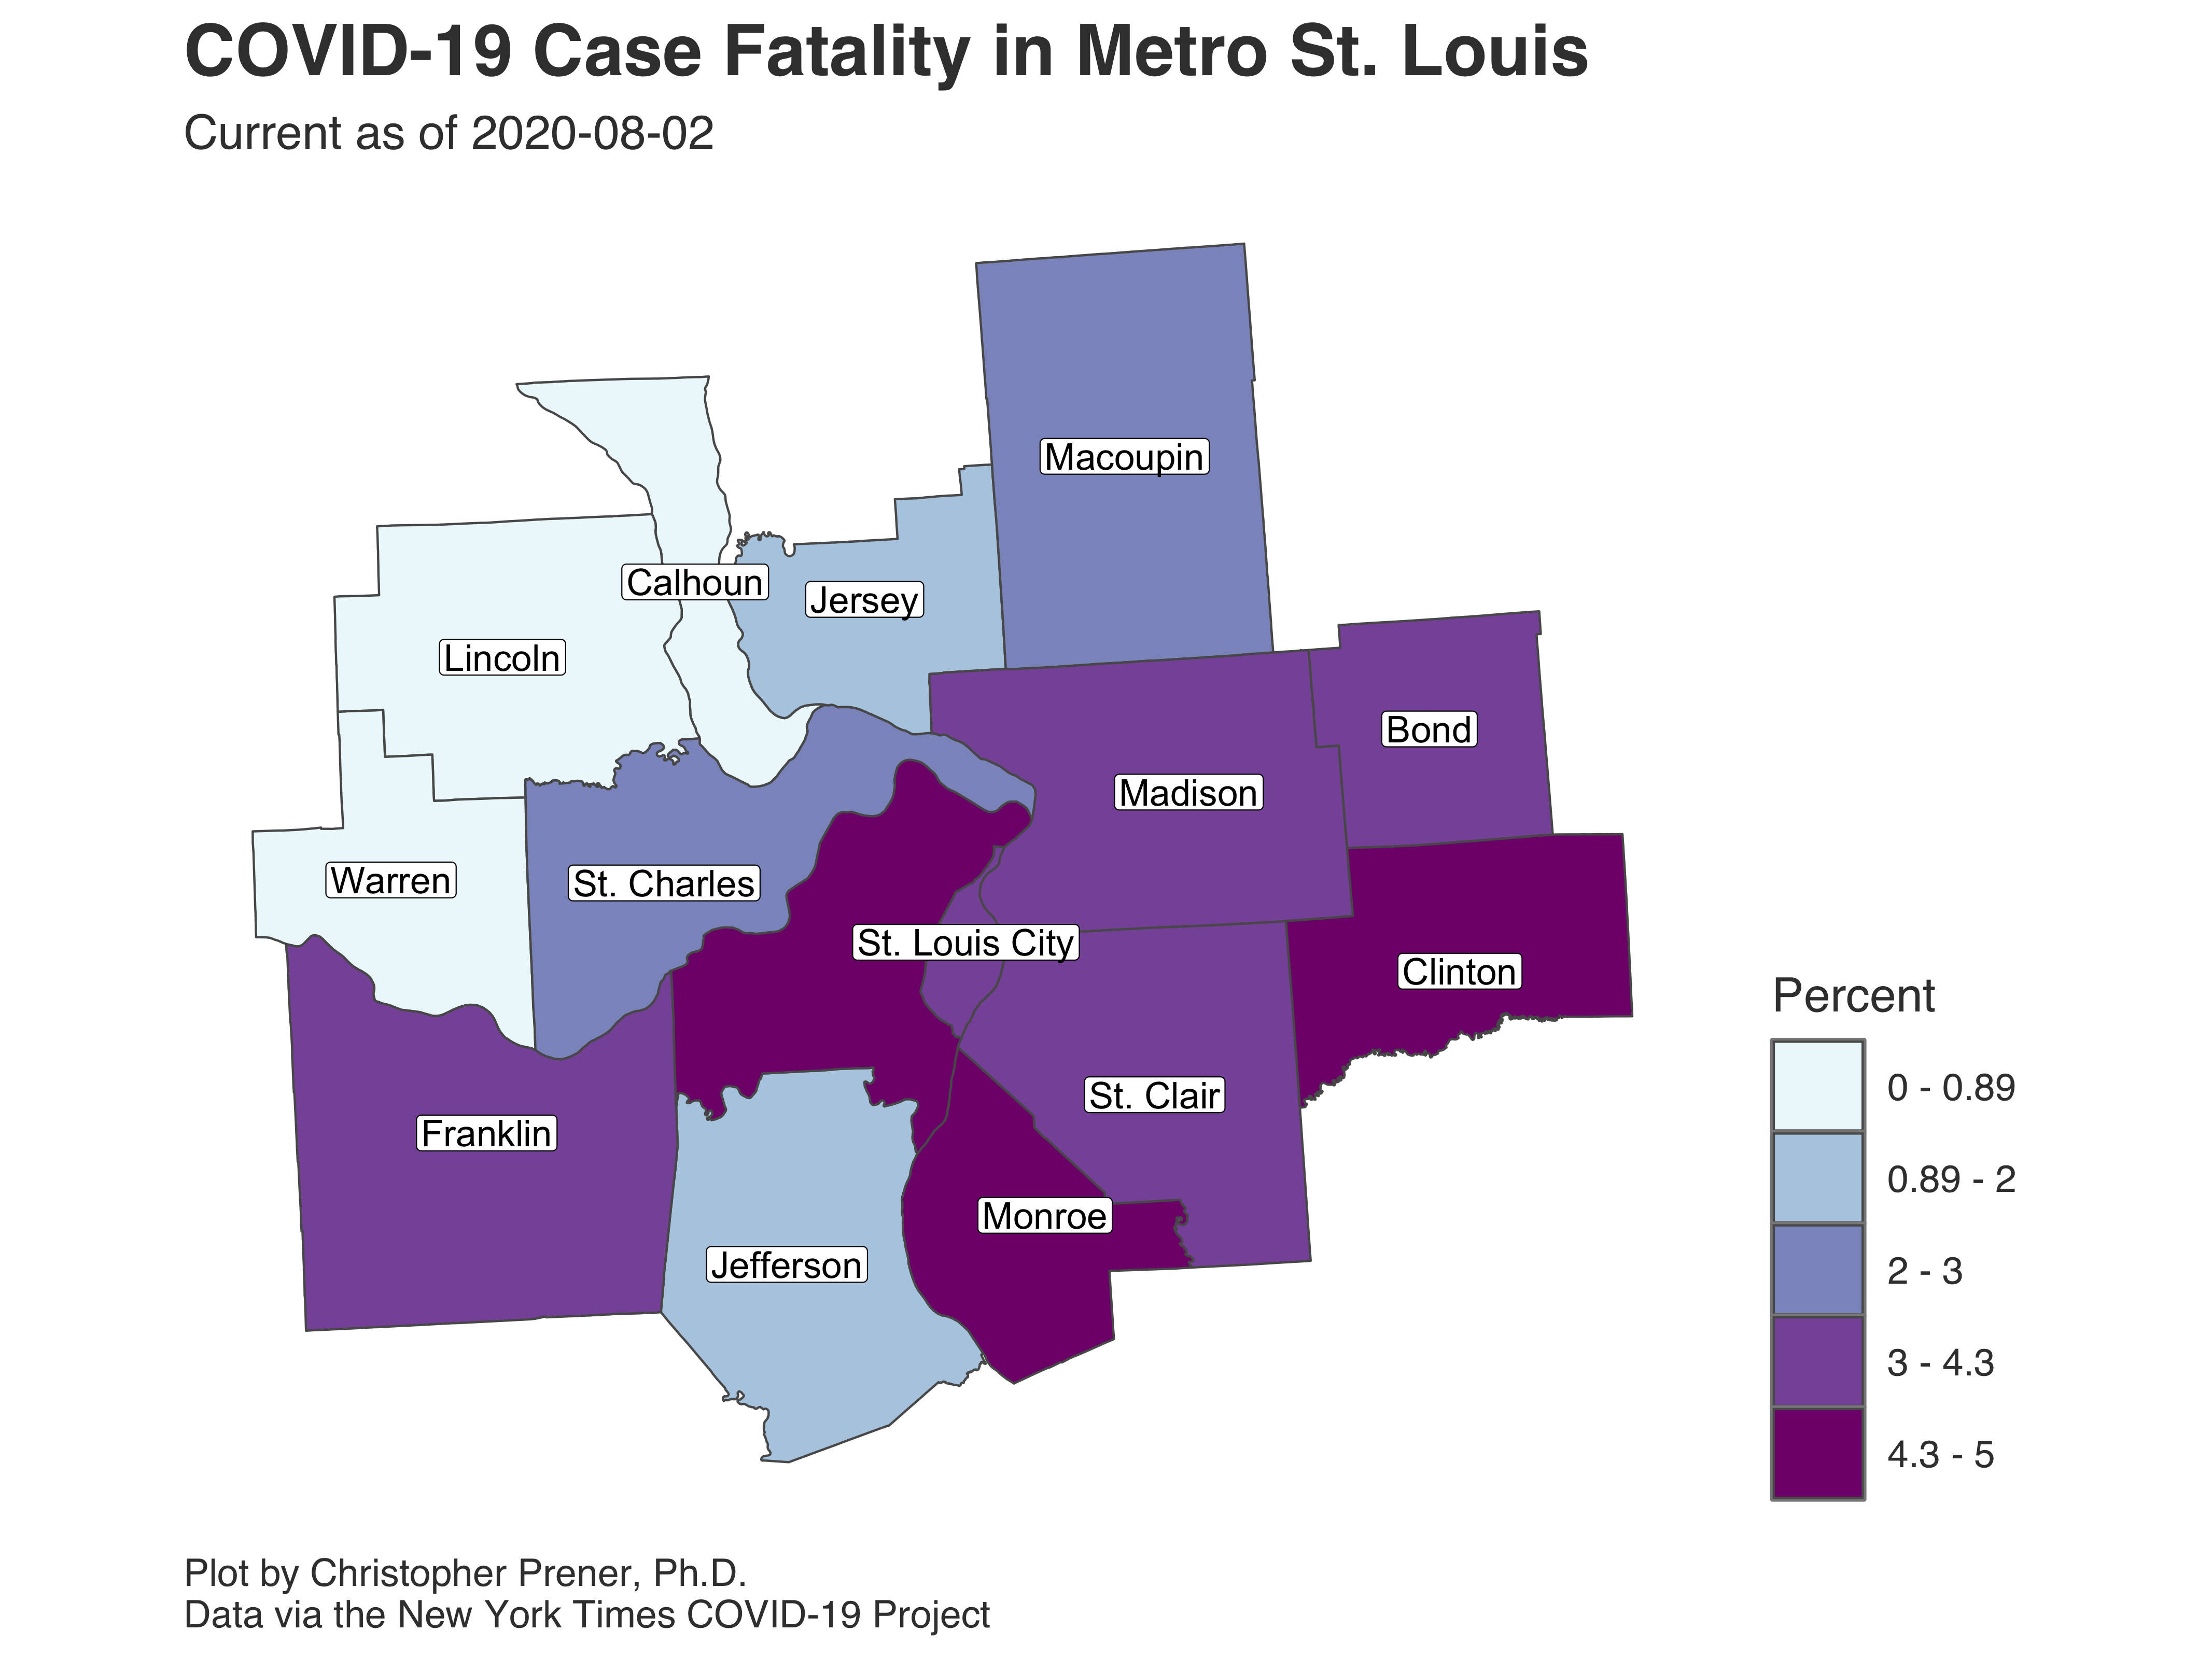 COVID-19 Case Fatality in Metro St. Louis
Current as of 2020-08-02
Macoupin
Calhoun
Jersey
Lincoln
Bond
Madison
Warren
St. Charles
St. Louis City
Clinton
St. Clair
Franklin
Monroe
Jefferson
Percent
0 - 0.89
0.89 - 2
2 - 3
3 - 4.3
4.3 - 5
Plot by Christopher Prener, Ph.D.
Data via the New York Times COVID-19 Project